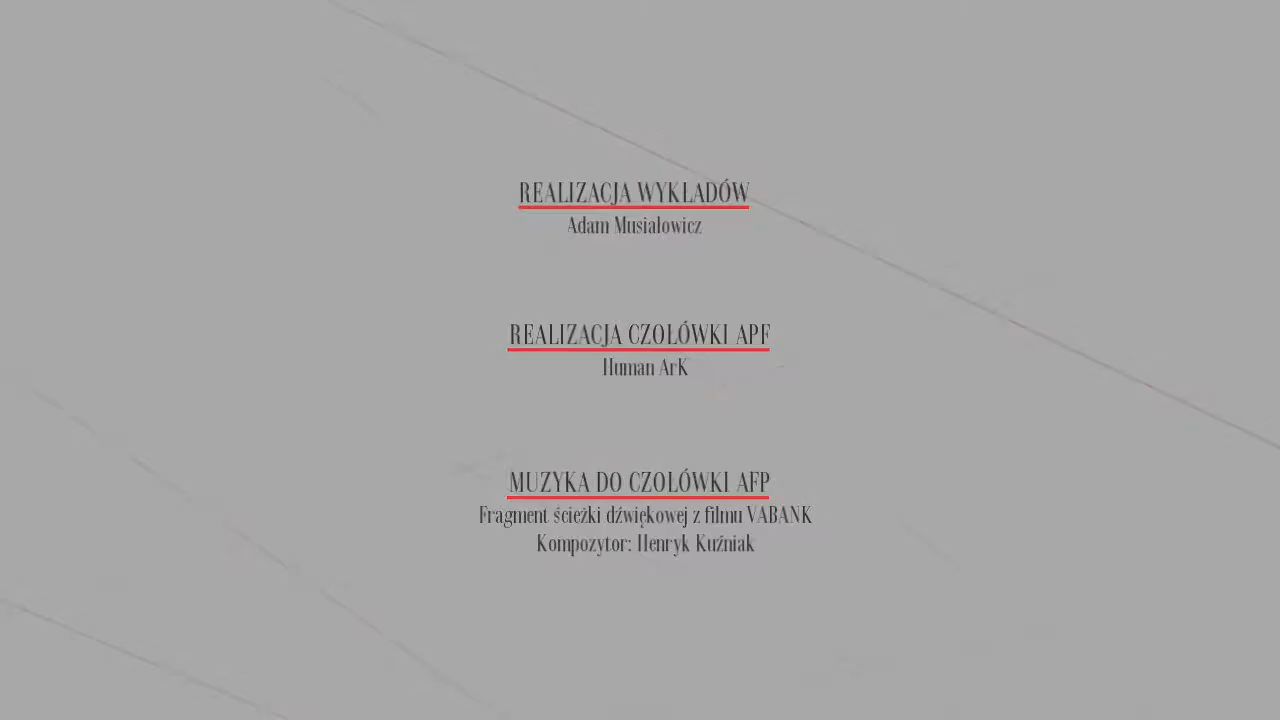 REALIZACJA WYKŁADÓW
Adam Musiałowicz
REALIZACJA CZOŁÓWKI APF
Human ArK
MUZYKA DO CZOŁÓWKI AFP
Fragment ścieżki dźwiękowej z filmu VABANK
Kompozytor: Henryk Kuźniak